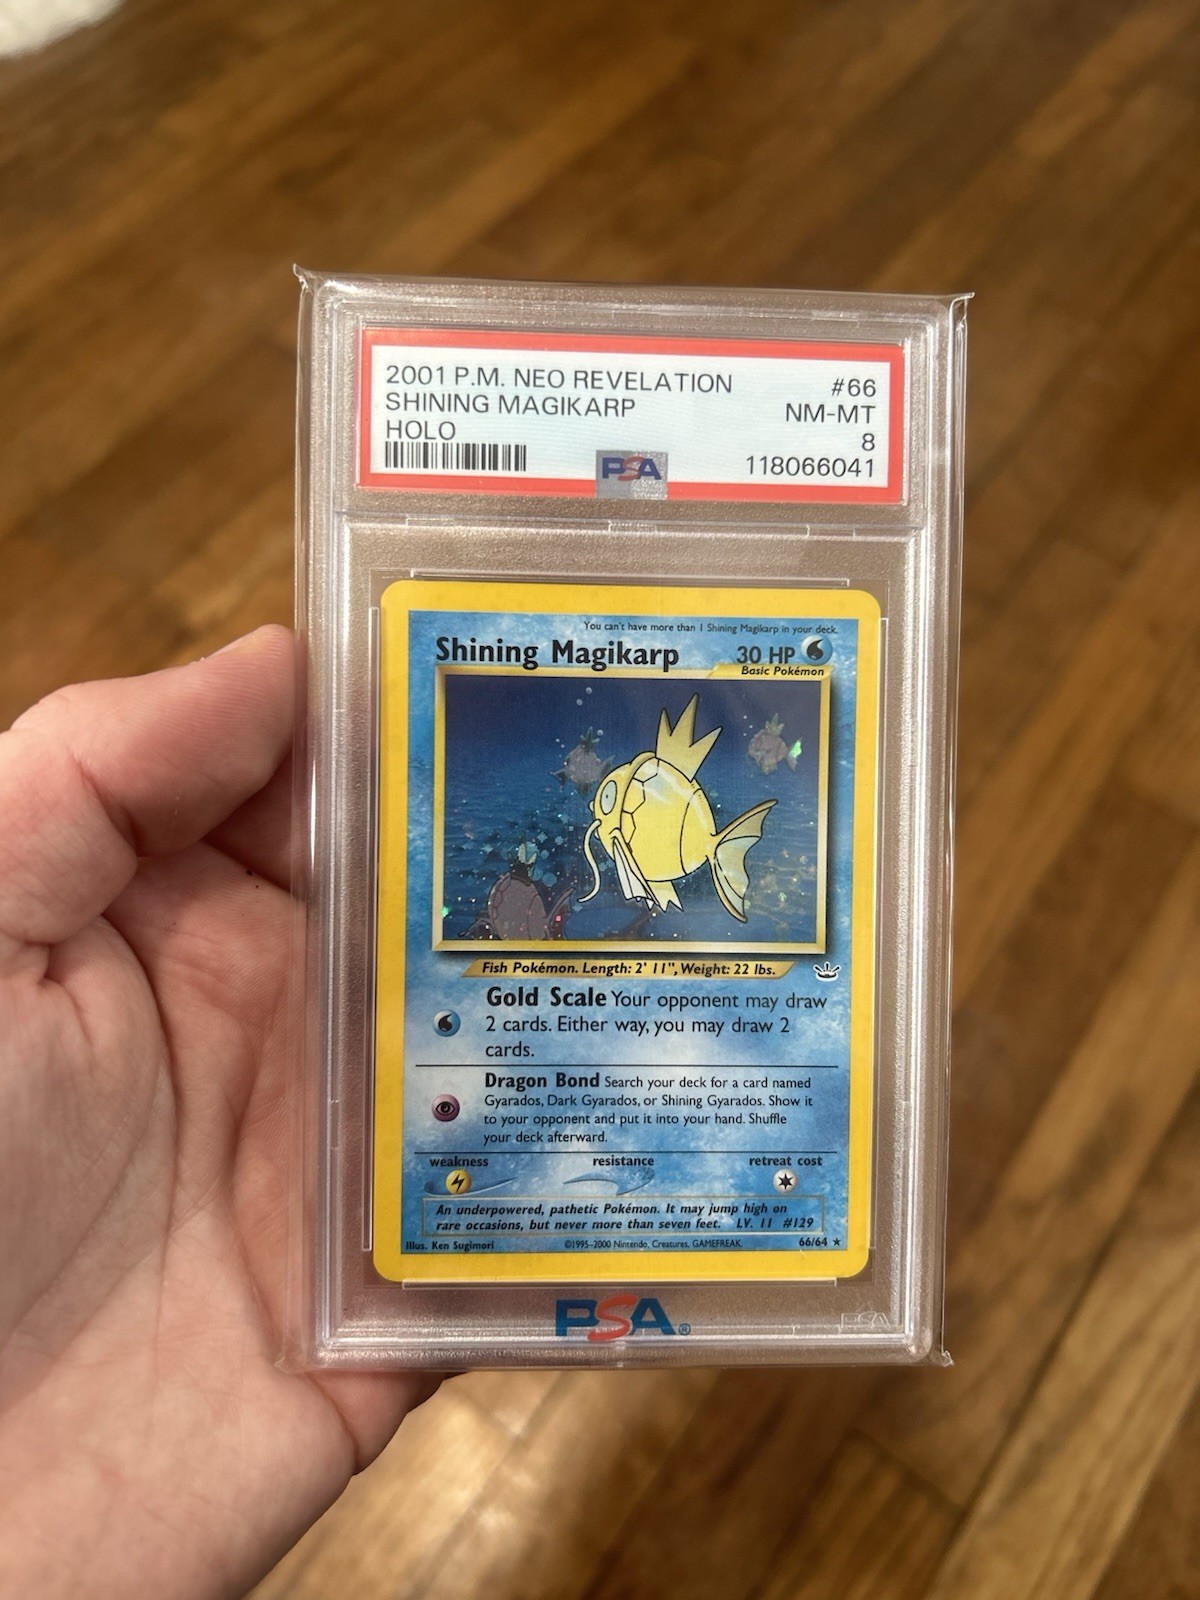 2001 P.M. NEO REVELATION #66
SHINING MAGIKARP NM-MT
HOLO 8
PSA 118066041
You can't have more than 1 Shining Magikarp in your deck.
Shining Magikarp 30 HP
Basic Pokémon
Fish Pokémon. Length: 2' 11", Weight: 22 lbs.
Gold Scale Your opponent may draw
2 cards. Either way, you may draw 2
cards.
Dragon Bond Search your deck for a card named
Gyarados, Dark Gyarados, or Shining Gyarados. Show it
to your opponent and put it into your hand. Shuffle
your deck afterward.
weakness resistance retreat cost
An underpowered, pathetic Pokémon. It may jump high on
rare occasions, but never more than seven feet. LV. 11 #129
Illus. Ken Sugimori ©1995-2000 Nintendo, Creatures, GAMEFREAK. 66/64 ★
PSA®
PSA